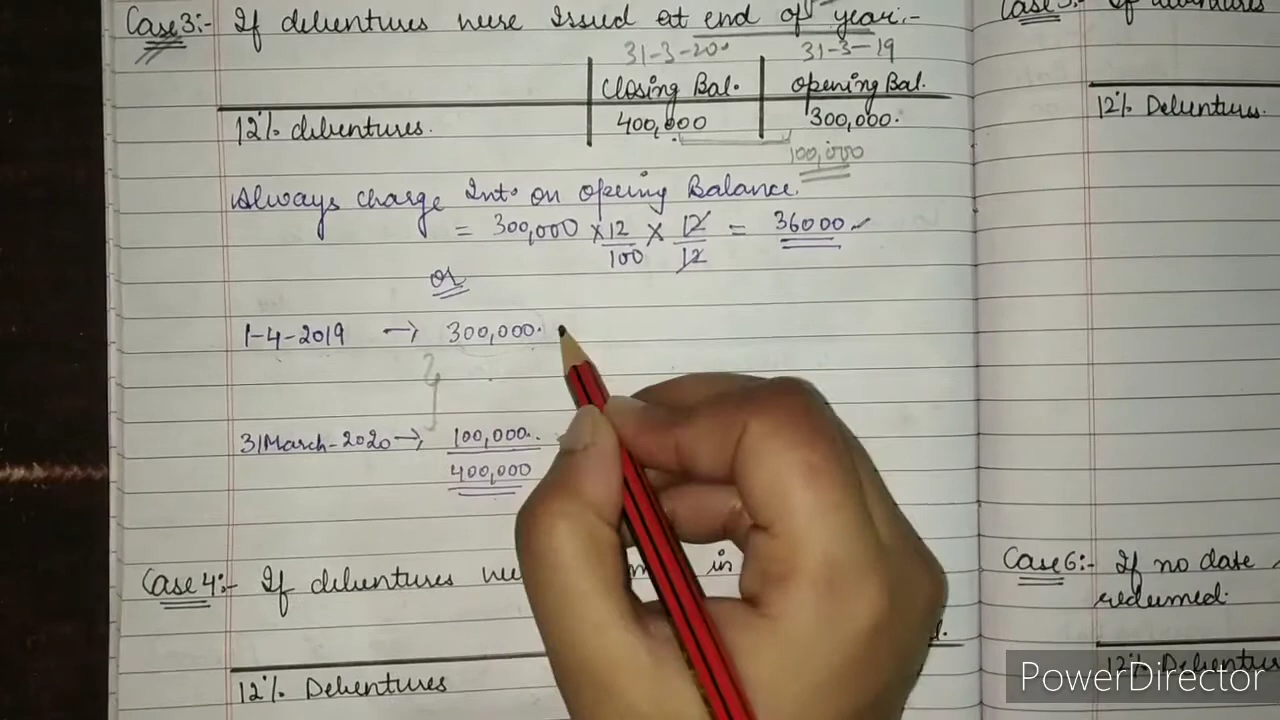 Case 3:- If debentures were Issued at end of year:-
31-3-20 31-3-19
Closing Bal. Opening Bal.
12% debentures. 400,000 300,000.
100,000
Always charge Int. on Opening Balance.
= 300,000 × 12/100 × 12/12 = 36000
or
1-4-2019 → 300,000.
31 March-2020 → 100,000.
400,000
Case 4:- If debentures in
12% Debentures
12% Debentures.
Case 6:- If no date
redeemed.
12%
PowerDirector